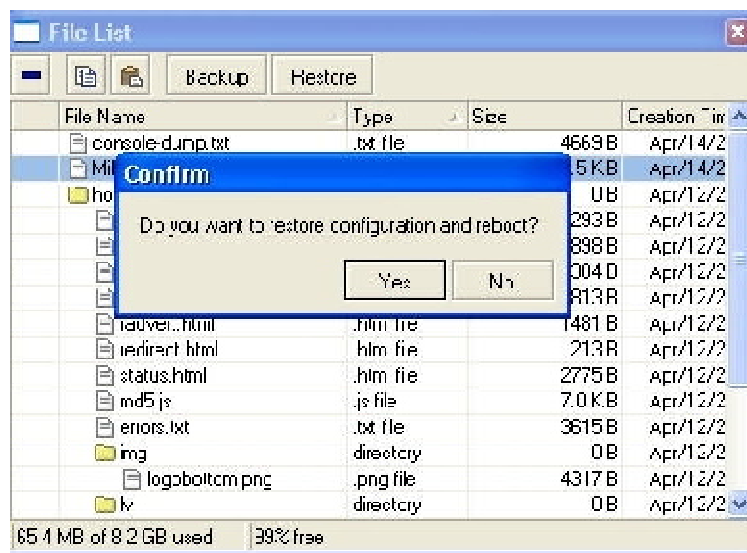 File List
Backup Restore
File Name Type Size Creation Tim
console-dump.txt .txt file 4669 B Apr/14/2
Mil .5 KB Apr/14/2
ho 0 B Apr/12/2
293 B Apr/12/2
898 B Apr/12/2
Apr/12/2
813 B Apr/12/2
Confirm
Do you want to restore configuration and reboot?
Yes No
.html .htm file 1481 B Apr/12/2
redirect.html .htm file 213 B Apr/12/2
status.html .htm file 2775 B Apr/12/2
md5.js .js file 7.0 KB Apr/12/2
errors.txt .txt file 3615 B Apr/12/2
img directory 0 B Apr/12/2
logobottom.png .png file 4317 B Apr/12/2
lv directory 0 B Apr/12/2
65.4 MB of 8.2 GB used 99% free